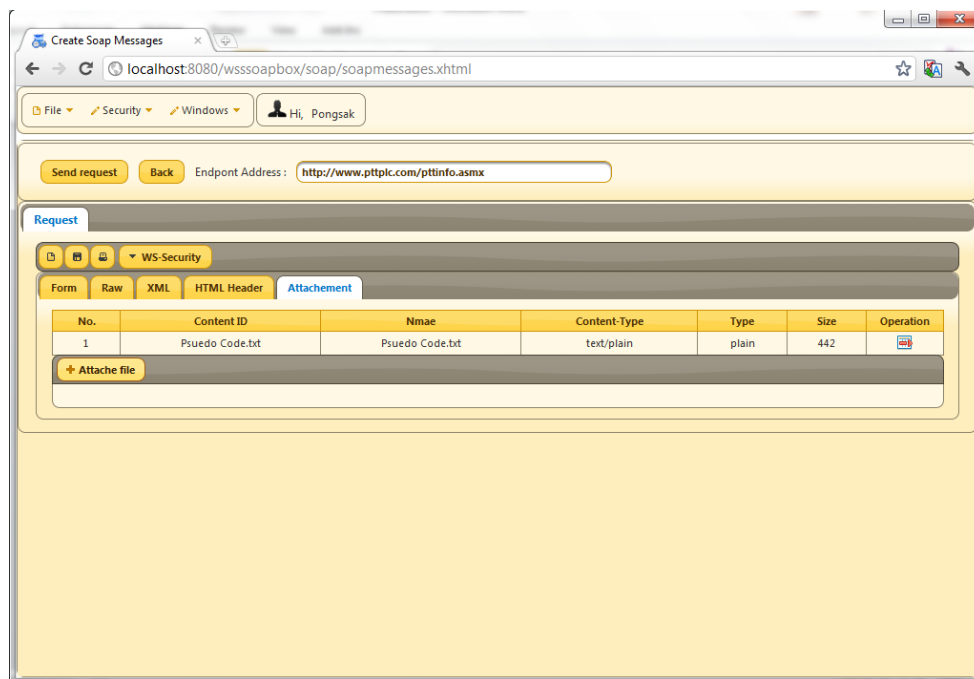 Create Soap Messages
localhost:8080/wsssoapbox/soap/soapmessages.xhtml
File Security Windows Hi, Pongsak
Send request Back Endpont Address : http://www.pttplc.com/pttinfo.asmx
Request
WS-Security
Form Raw XML HTML Header Attachement
No. Content ID Nmae Content-Type Type Size Operation
1 Psuedo Code.txt Psuedo Code.txt text/plain plain 442
Attache file